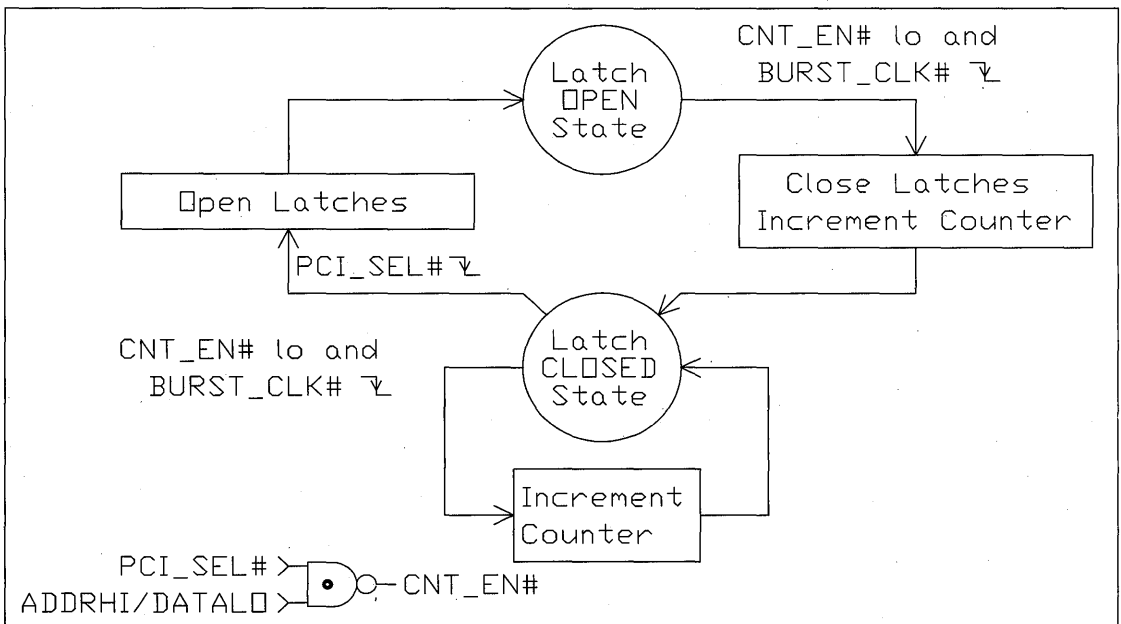 CNT_EN# lo and
BURST_CLK#
Latch
OPEN
State
Close Latches
Increment Counter
Open Latches
PCI_SEL#
Latch
CLOSED
State
CNT_EN# lo and
BURST_CLK#
Increment
Counter
PCI_SEL#
ADDRHI/DATALO
CNT_EN#